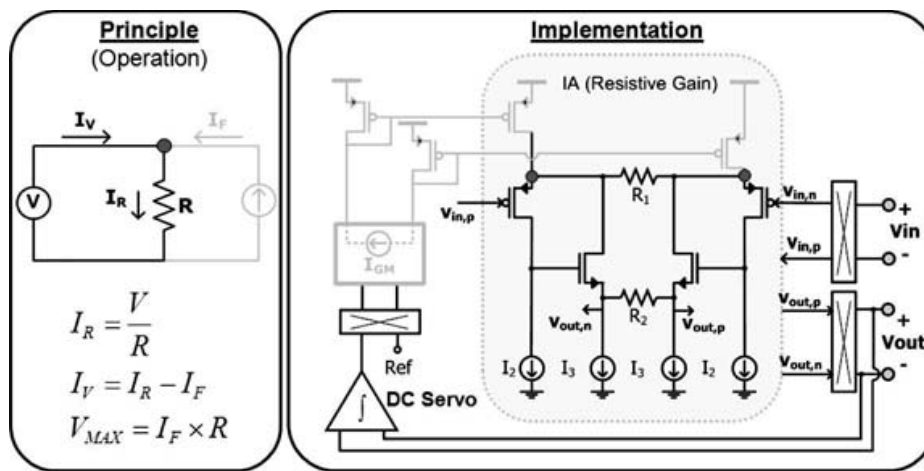 Principle
(Operation)
I_V
I_F
I_R
R
V
I_R = V / R
I_V = I_R − I_F
V_MAX = I_F × R
Implementation
IA (Resistive Gain)
R_1
V_in,p
V_in,n
+
Vin
V_in,p
-
I_GM
R_2
V_out,n
V_out,p
V_out,p
+
Vout
Ref
I_2
I_3
I_3
I_2
V_out,n
-
∫
DC Servo